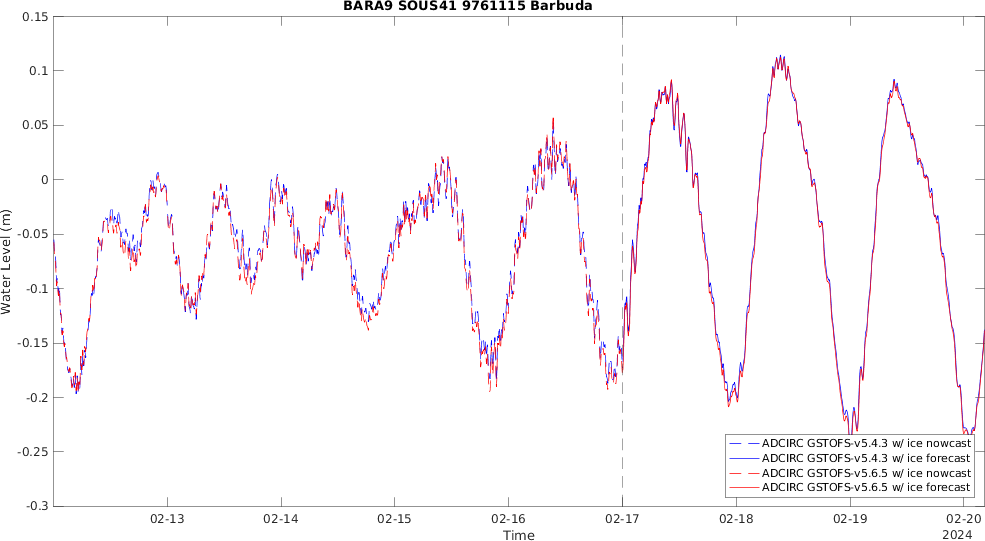 BARA9 SOUS41 9761115 Barbuda
0.15
0.1
0.05
0
-0.05
-0.1
-0.15
-0.2
-0.25
-0.3
Water Level (m)
ADCIRC GSTOFS-v5.4.3 w/ ice nowcast
ADCIRC GSTOFS-v5.4.3 w/ ice forecast
ADCIRC GSTOFS-v5.6.5 w/ ice nowcast
ADCIRC GSTOFS-v5.6.5 w/ ice forecast
02-13 02-14 02-15 02-16 02-17 02-18 02-19 02-20
Time
2024